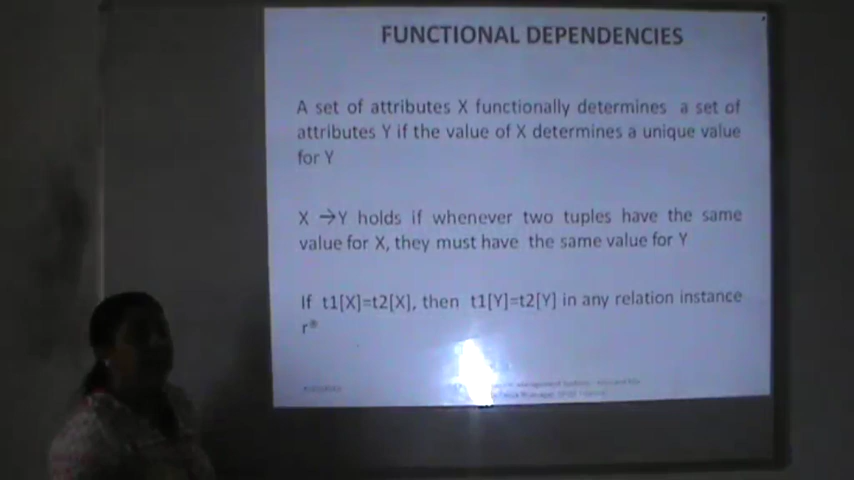 FUNCTIONAL DEPENDENCIES
A set of attributes X functionally determines a set of
attributes Y if the value of X determines a unique value
for Y
X →Y holds if whenever two tuples have the same
value for X, they must have the same value for Y
If t1[X]=t2[X], then t1[Y]=t2[Y] in any relation instance